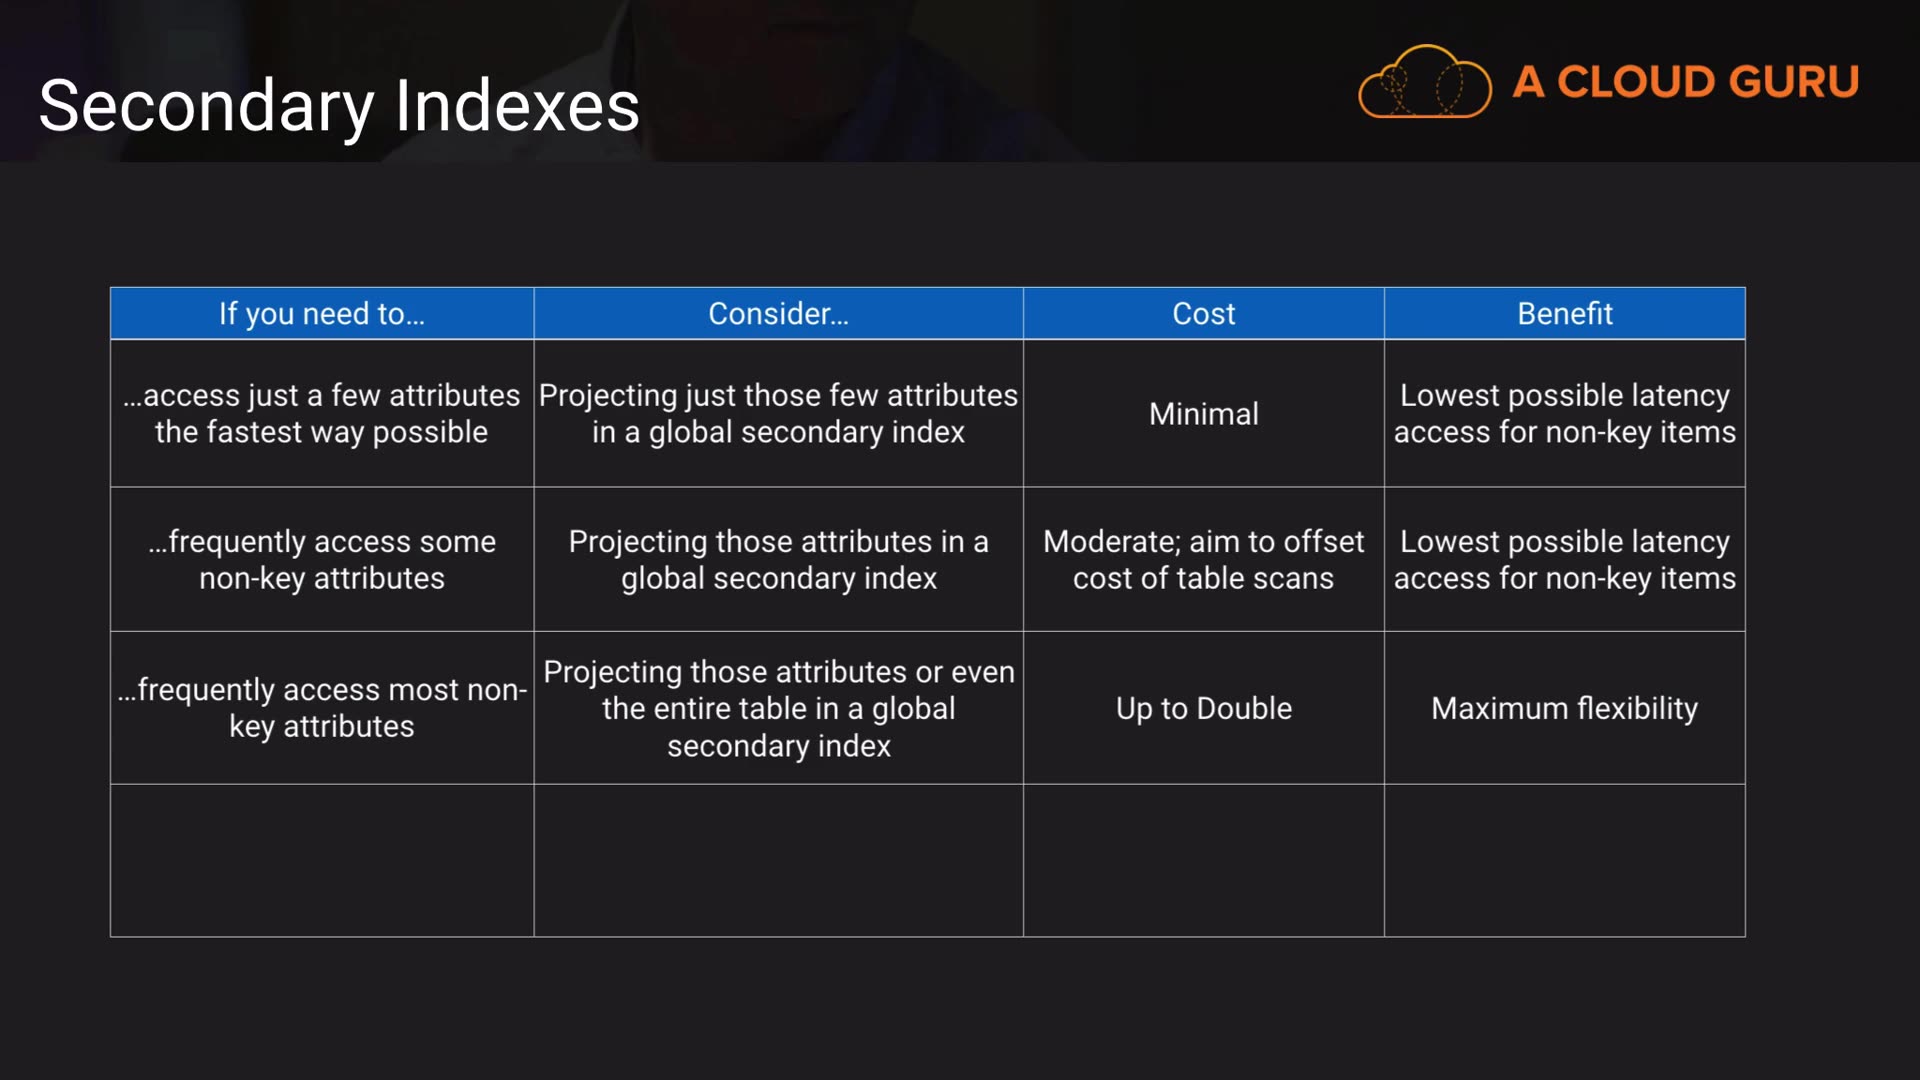 Secondary Indexes
A CLOUD GURU
If you need to...
Consider...
Cost
Benefit
...access just a few attributes
the fastest way possible
Projecting just those few attributes
in a global secondary index
Minimal
Lowest possible latency
access for non-key items
...frequently access some
non-key attributes
Projecting those attributes in a
global secondary index
Moderate; aim to offset
cost of table scans
Lowest possible latency
access for non-key items
...frequently access most non-
key attributes
Projecting those attributes or even
the entire table in a global
secondary index
Up to Double
Maximum flexibility